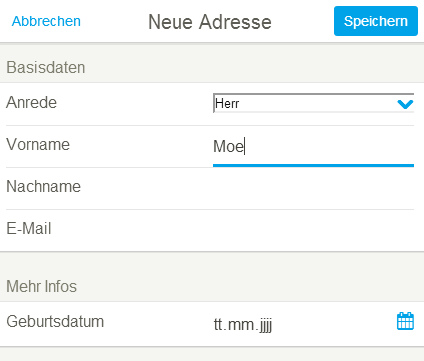 Abbrechen Neue Adresse Speichern
Basisdaten
Anrede Herr
Vorname Moe
Nachname
E-Mail
Mehr Infos
Geburtsdatum tt.mm.jjjj